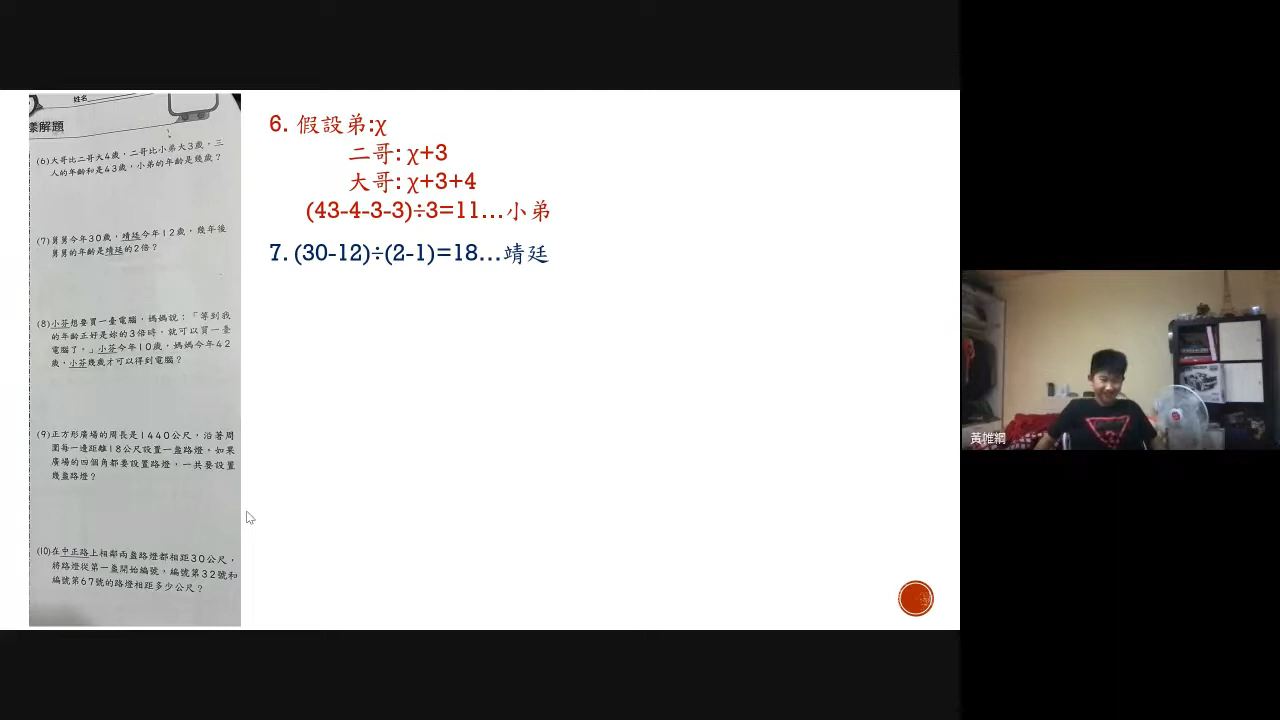 姓名
樣解題
(6)大哥比二哥大4歲，二哥比小弟大3歲，三
人的年齡和是43歲，小弟的年齡是幾歲？
(7)舅舅今年30歲，靖廷今年12歲，幾年後
舅舅的年齡是靖廷的2倍？
(8)小芬想要買一臺電腦，媽媽說：「等到我
的年齡正好是妳的3倍時，就可以買一臺
電腦了。」小芬今年10歲，媽媽今年42
歲，小芬幾歲才可以得到電腦？
(9)正方形廣場的周長是1440公尺，沿著周
圍每一邊距離18公尺設置一盞路燈。如果
廣場的四個角都要設置路燈，一共要設置
幾盞路燈？
(10)在中正路上相鄰兩盞路燈都相距30公尺，
將路燈從第一盞開始編號，編號第32號和
編號第67號的路燈相距多少公尺？
6. 假設弟:χ
二哥: χ+3
大哥: χ+3+4
(43-4-3-3)÷3=11…小弟
7. (30-12)÷(2-1)=18…靖廷